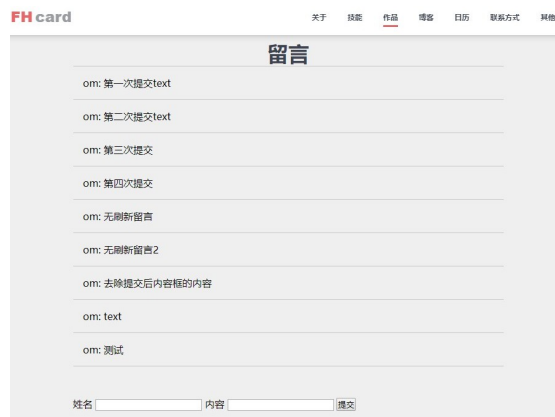 FH card 关于 技能 作品 博客 日历 联系方式 其他
留言
om: 第一次提交text
om: 第二次提交text
om: 第三次提交
om: 第四次提交
om: 无刷新留言
om: 无刷新留言2
om: 去除提交后内容框的内容
om: text
om: 测试
姓名 内容 提交